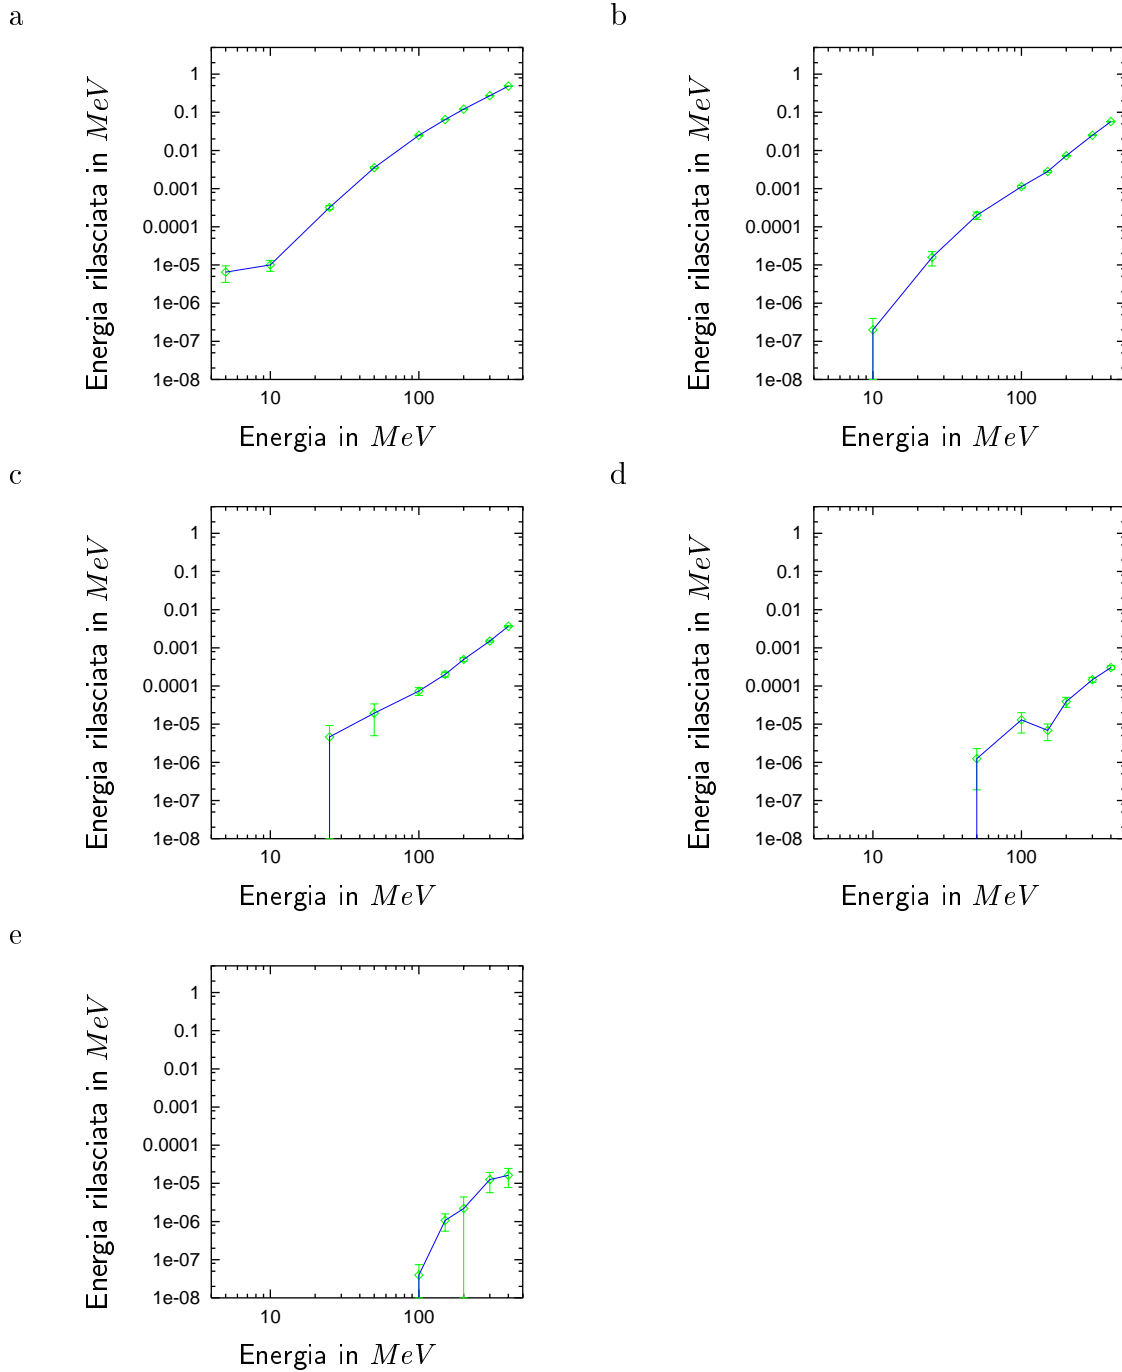 a
Energia rilasciata in MeV
1
0.1
0.01
0.001
0.0001
1e-05
1e-06
1e-07
1e-08
10 100
Energia in MeV
b
Energia rilasciata in MeV
1
0.1
0.01
0.001
0.0001
1e-05
1e-06
1e-07
1e-08
10 100
Energia in MeV
c
Energia rilasciata in MeV
1
0.1
0.01
0.001
0.0001
1e-05
1e-06
1e-07
1e-08
10 100
Energia in MeV
d
Energia rilasciata in MeV
1
0.1
0.01
0.001
0.0001
1e-05
1e-06
1e-07
1e-08
10 100
Energia in MeV
e
Energia rilasciata in MeV
1
0.1
0.01
0.001
0.0001
1e-05
1e-06
1e-07
1e-08
10 100
Energia in MeV